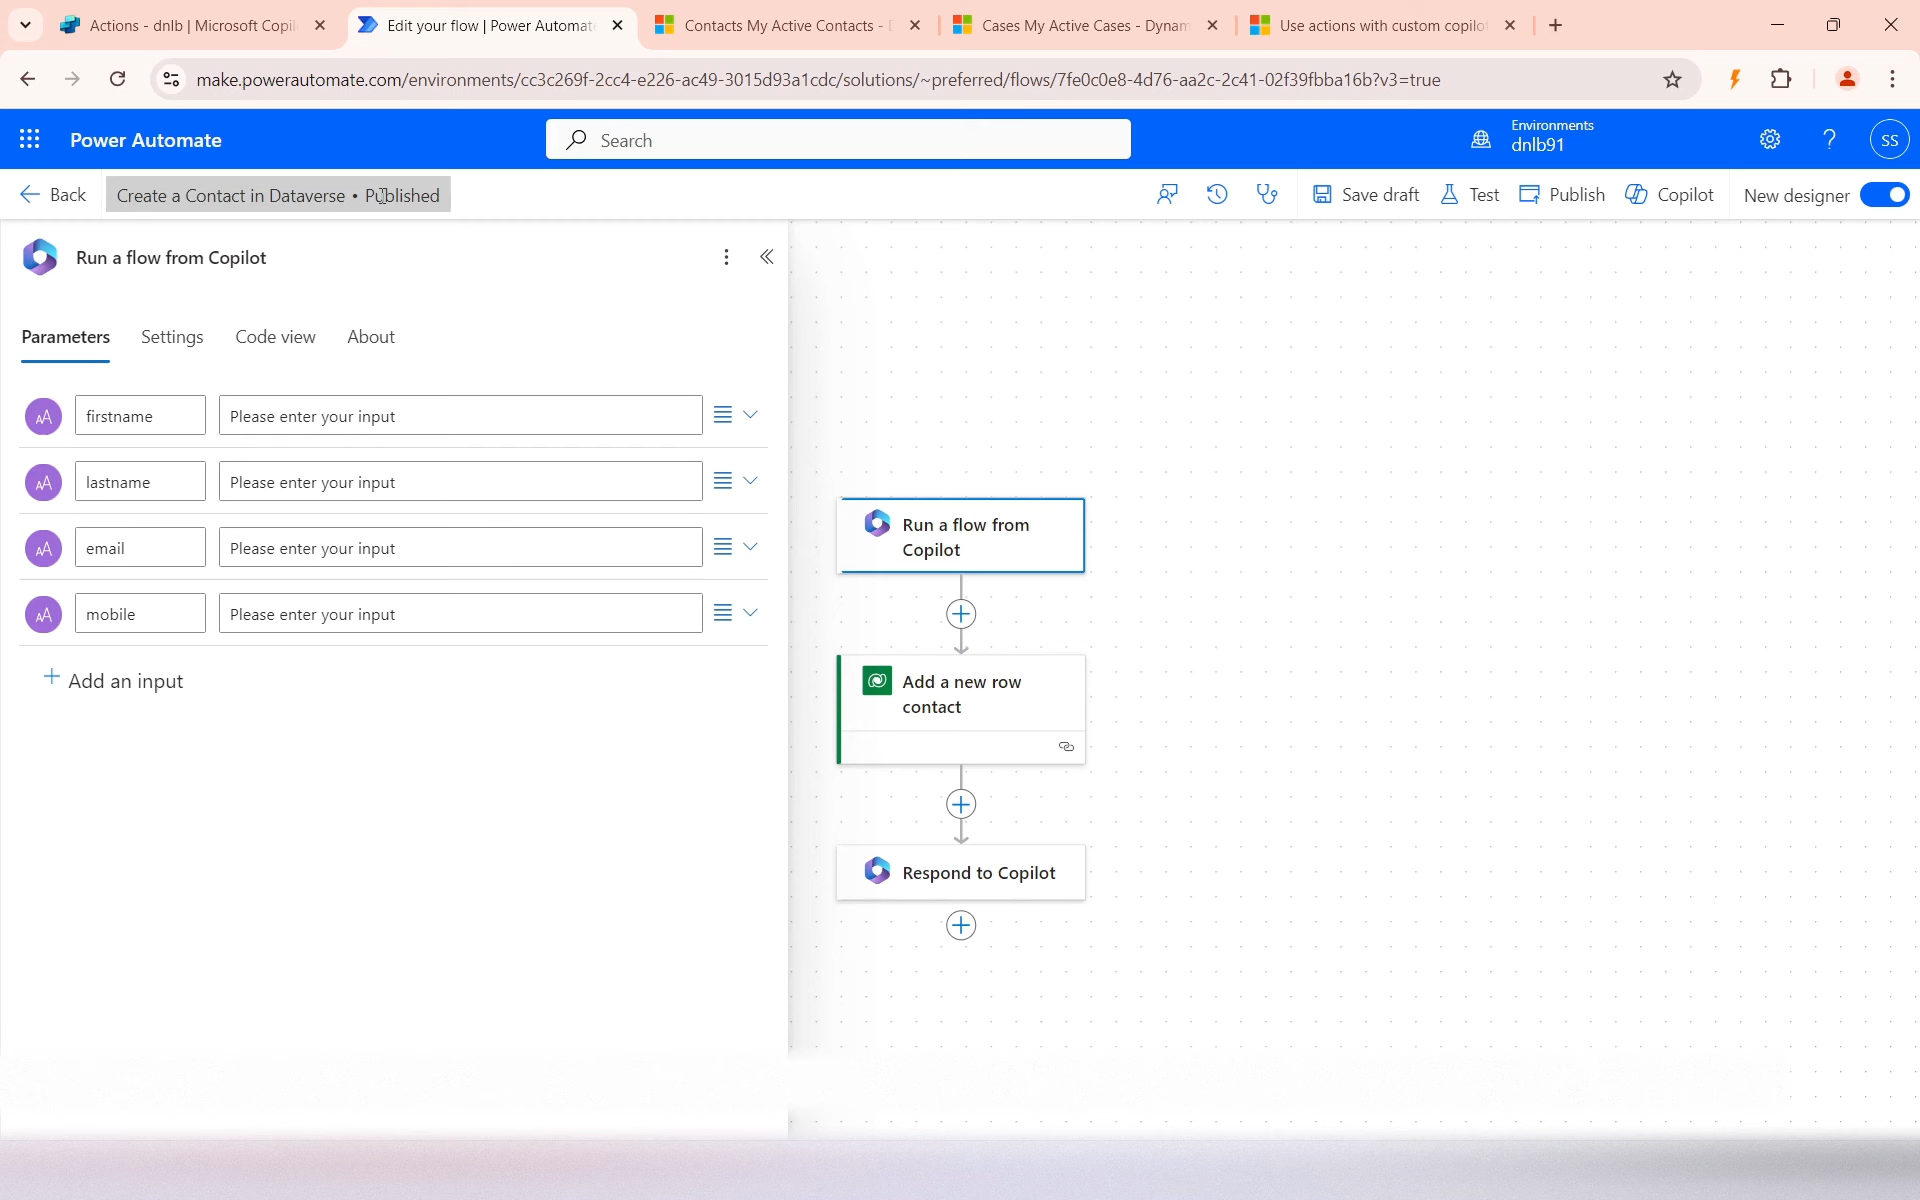 Actions - dnlb | Microsoft Copil
Edit your flow | Power Automate
Contacts My Active Contacts -
Cases My Active Cases - Dynam
Use actions with custom copilo
make.powerautomate.com/environments/cc3c269f-2cc4-e226-ac49-3015d93a1cdc/solutions/~preferred/flows/7fe0c0e8-4d76-aa2c-2c41-02f39fbba16b?v3=true
Power Automate
Search
Environments
dnlb91
SS
Back
Create a Contact in Dataverse • Published
Save draft
Test
Publish
Copilot
New designer
Run a flow from Copilot
Parameters
Settings
Code view
About
AA
firstname
Please enter your input
AA
lastname
Please enter your input
AA
email
Please enter your input
AA
mobile
Please enter your input
Add an input
Run a flow from
Copilot
Add a new row
contact
Respond to Copilot